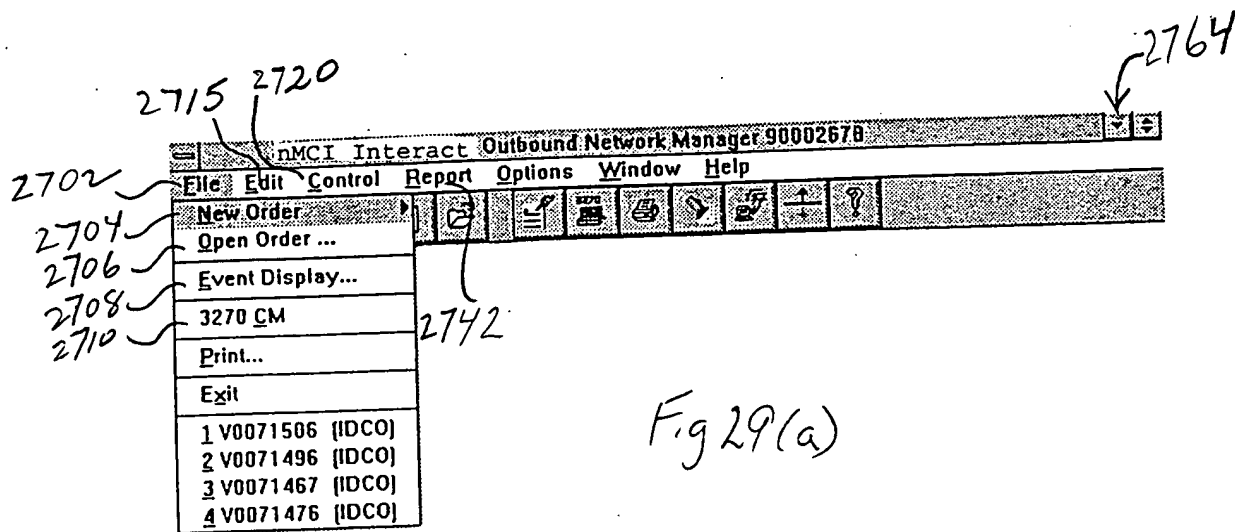 2764
2715 2720
nMCI Interact Outbound Network Manager 90002678
2702 File Edit Control Report Options Window Help
2704 New Order
2706 Open Order ...
2708 Event Display...
2710 3270 CM
2742
Print...
Exit
1 V0071506 (IDCO)
2 V0071496 (IDCO)
3 V0071467 (IDCO)
4 V0071476 (IDCO)
Fig 29(a)